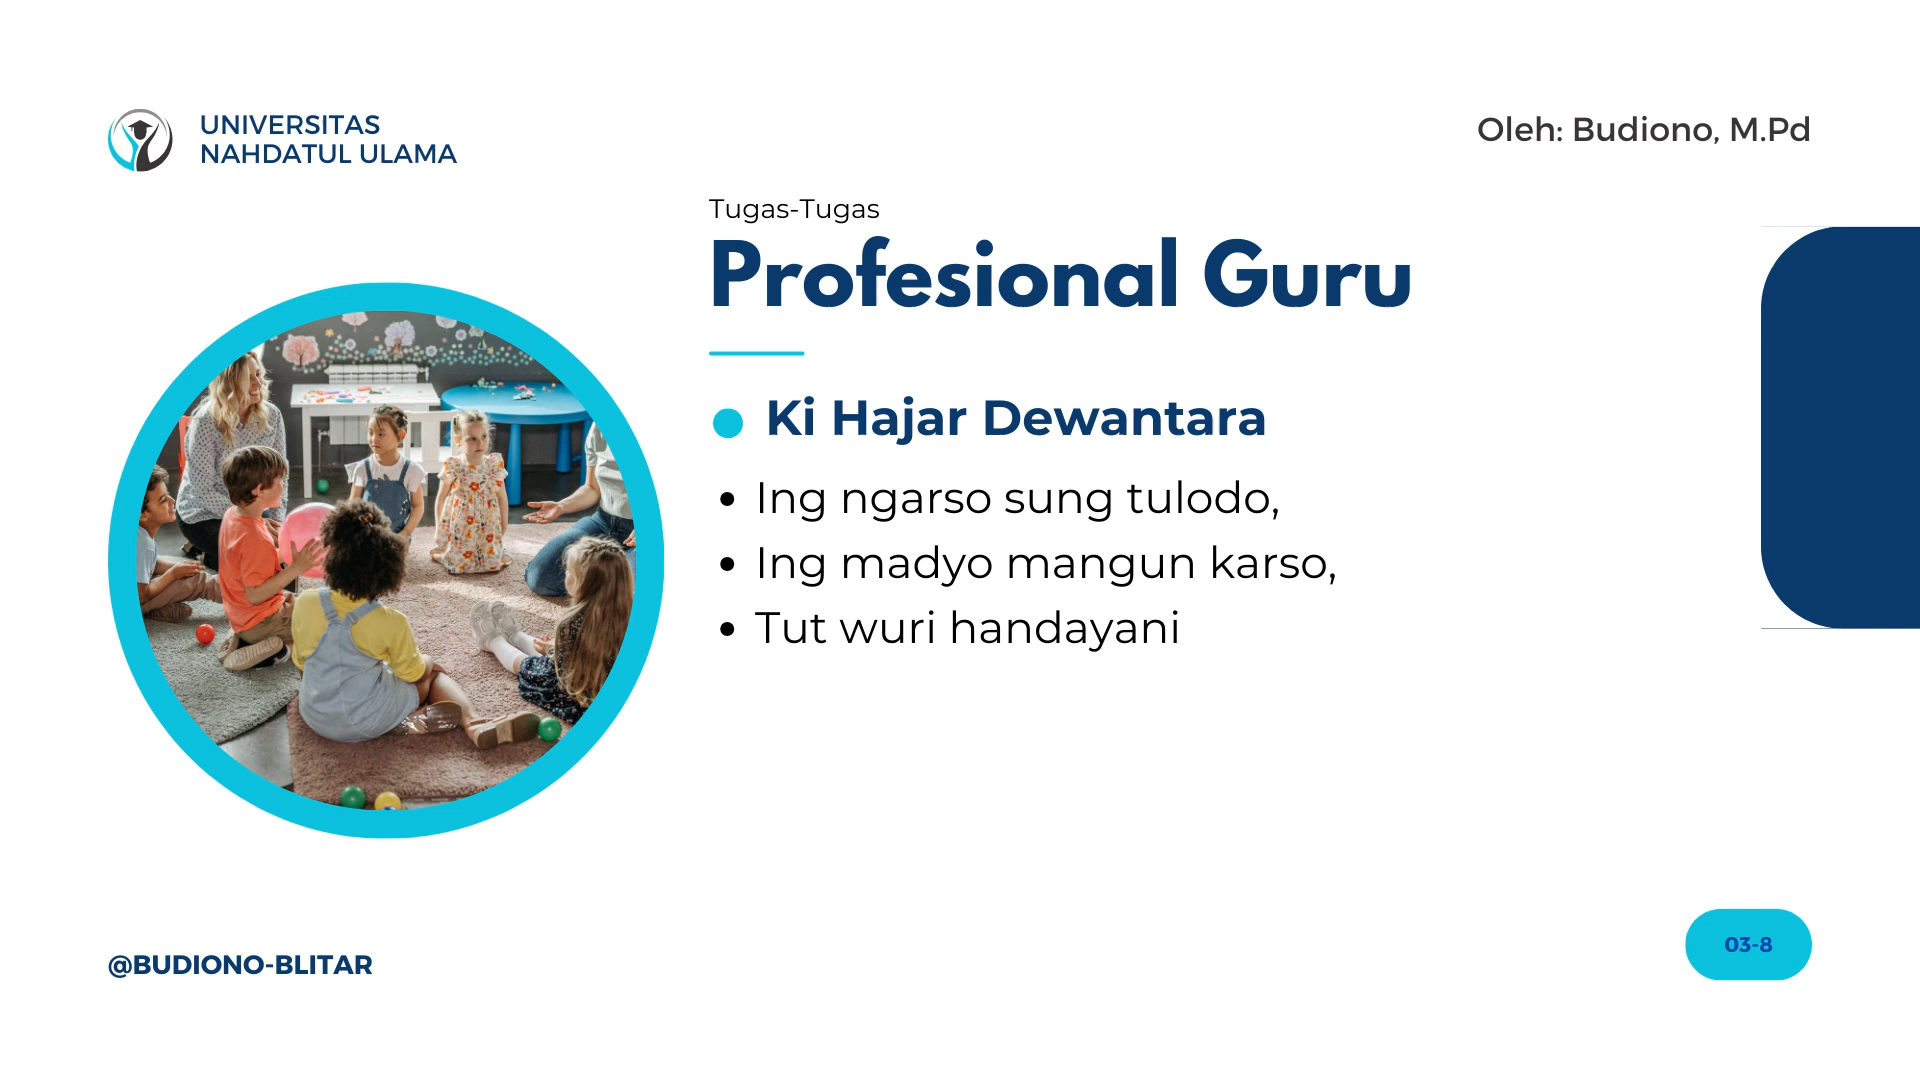 UNIVERSITAS
NAHDATUL ULAMA
Oleh: Budiono, M.Pd
Tugas-Tugas
Profesional Guru
Ki Hajar Dewantara
• Ing ngarso sung tulodo,
• Ing madyo mangun karso,
• Tut wuri handayani
@BUDIONO-BLITAR
03-8